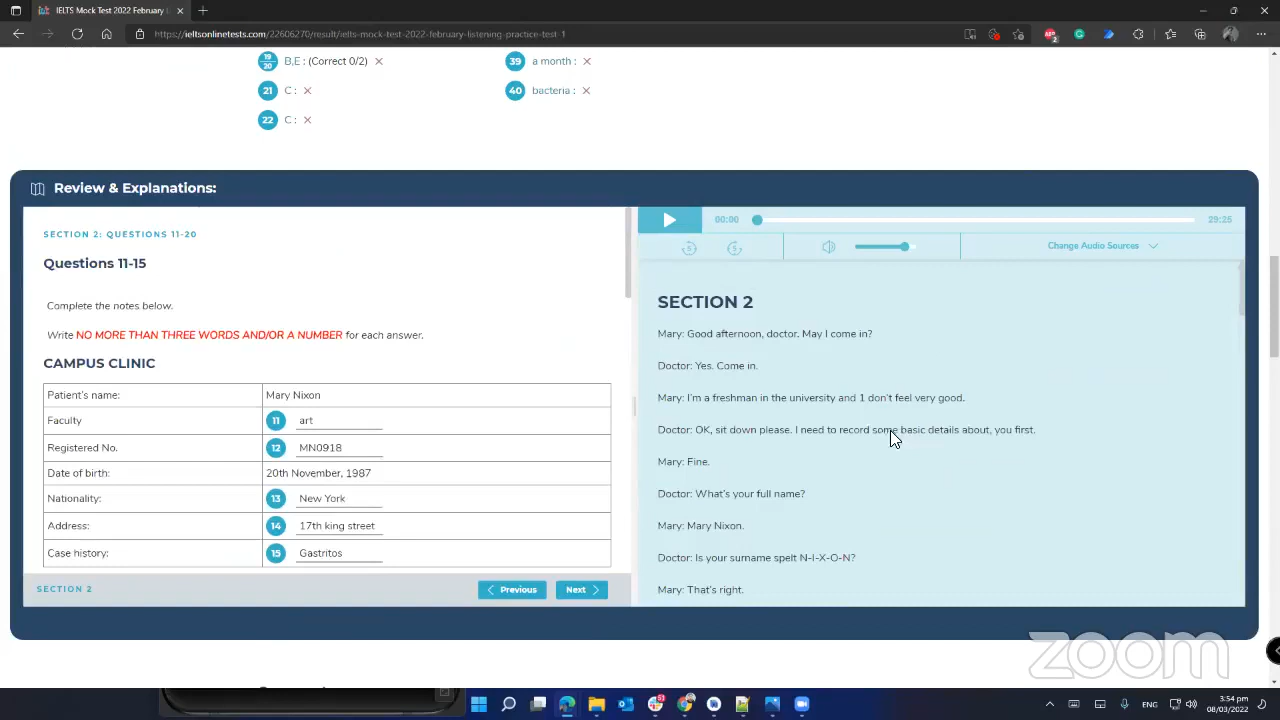 IELTS Mock Test 2022 February L
https://ieltsonlinetests.com/22606270/result/ielts-mock-test-2022-february-listening-practice-test-1
19 20 B,E : (Correct 0/2) ×
39 a month : ×
21 C : ×
40 bacteria : ×
22 C : ×
Review & Explanations:
SECTION 2: QUESTIONS 11-20
Questions 11-15
Complete the notes below.
Write NO MORE THAN THREE WORDS AND/OR A NUMBER for each answer.
CAMPUS CLINIC
Patient's name: Mary Nixon
Faculty 11 art
Registered No. 12 MN0918
Date of birth: 20th November, 1987
Nationality: 13 New York
Address: 14 17th king street
Case history: 15 Gastritos
SECTION 2 Previous Next
00:00 29:25
5 5 Change Audio Sources
SECTION 2
Mary: Good afternoon, doctor. May I come in?
Doctor: Yes. Come in.
Mary: I'm a freshman in the university and 1 don't feel very good.
Doctor: OK, sit down please. I need to record some basic details about, you first.
Mary: Fine.
Doctor: What's your full name?
Mary: Mary Nixon.
Doctor: Is your surname spelt N-I-X-O-N?
Mary: That's right.
zoom
ENG
3:54 pm
08/03/2022